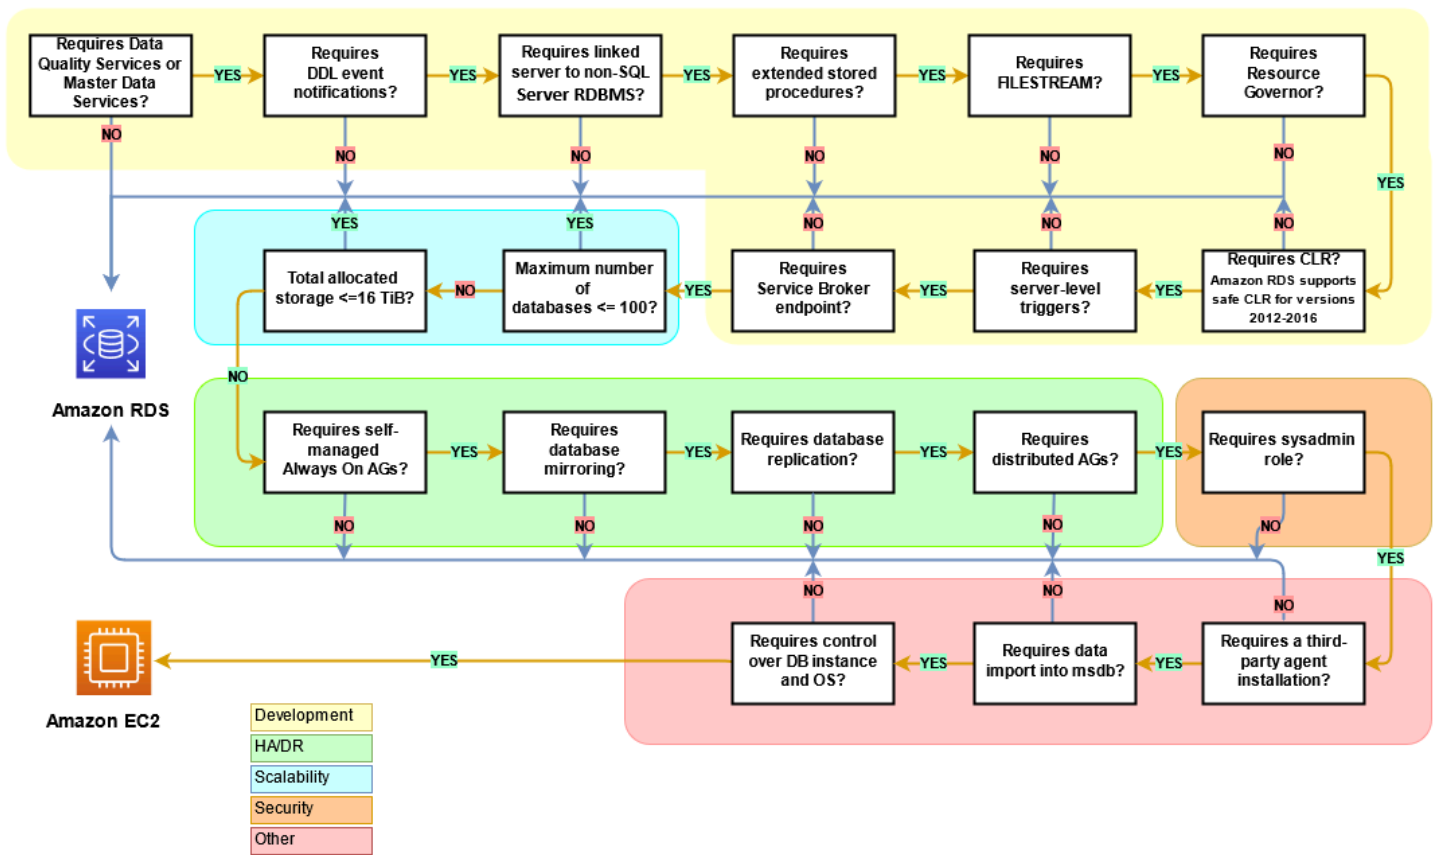 Requires Data
Quality Services or
Master Data
Services?
YES
Requires
DDL event
notifications?
YES
Requires linked
server to non-SQL
Server RDBMS?
YES
Requires
extended stored
procedures?
YES
Requires
FILESTREAM?
YES
Requires
Resource
Governor?
NO
NO
NO
NO
NO
NO
YES
YES
YES
NO
NO
NO
Total allocated
storage <=16 TiB?
NO
Maximum number
of
databases <= 100?
YES
Requires
Service Broker
endpoint?
YES
Requires
server-level
triggers?
YES
Requires CLR?
Amazon RDS supports
safe CLR for versions
2012-2016
NO
Amazon RDS
Requires self-
managed
Always On AGs?
YES
Requires
database
mirroring?
YES
Requires database
replication?
YES
Requires
distributed AGs?
YES
Requires sysadmin
role?
NO
NO
NO
NO
NO
YES
NO
NO
NO
YES
Requires control
over DB instance
and OS?
YES
Requires data
import into msdb?
YES
Requires a third-
party agent
installation?
Amazon EC2
Development
HA/DR
Scalability
Security
Other